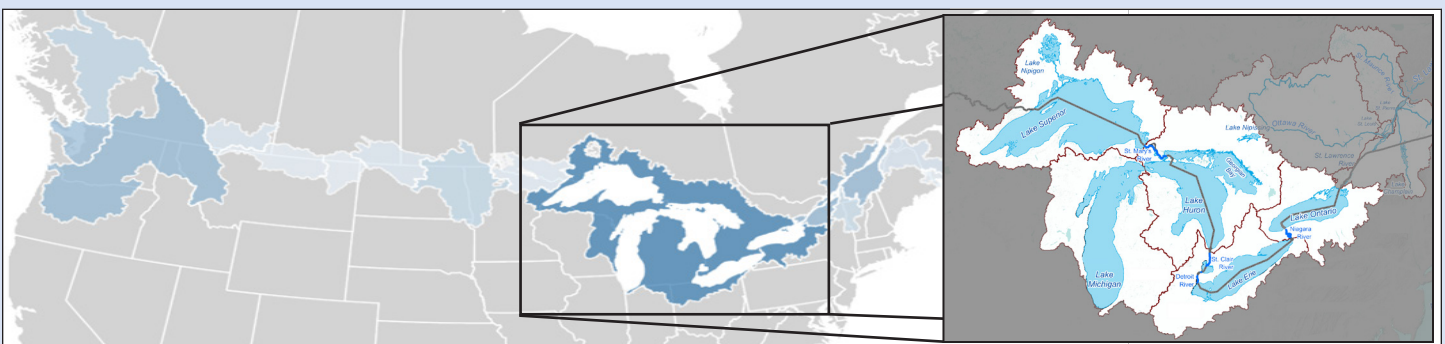 Lake
Nipigon
Lake Superior
St. Mary's
River
Lake Nipissing
Georgian
Bay
Ottawa River
St. Lawrence
River
Lake
Huron
Lake Ontario
Niagara
River
St. Clair
River
Detroit
River
Lake Erie
Lake
Michigan